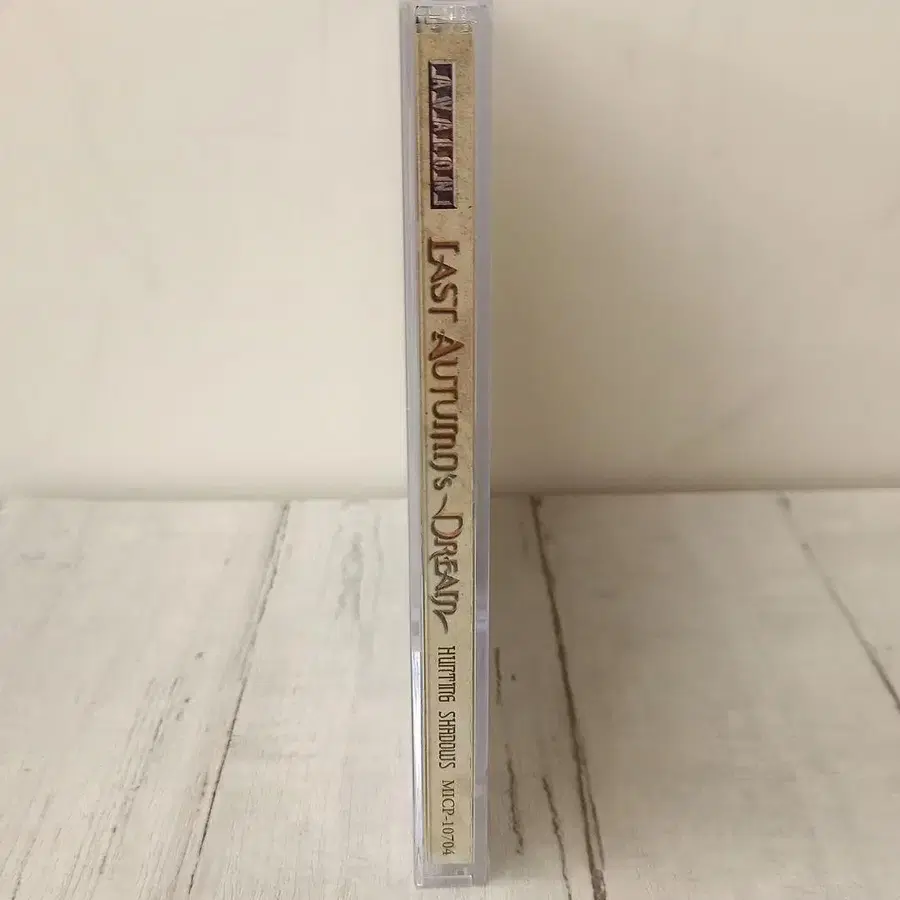 AVALON
LAST AUTUMN'S DREAM
HUNTING SHADOWS
MICP-10704